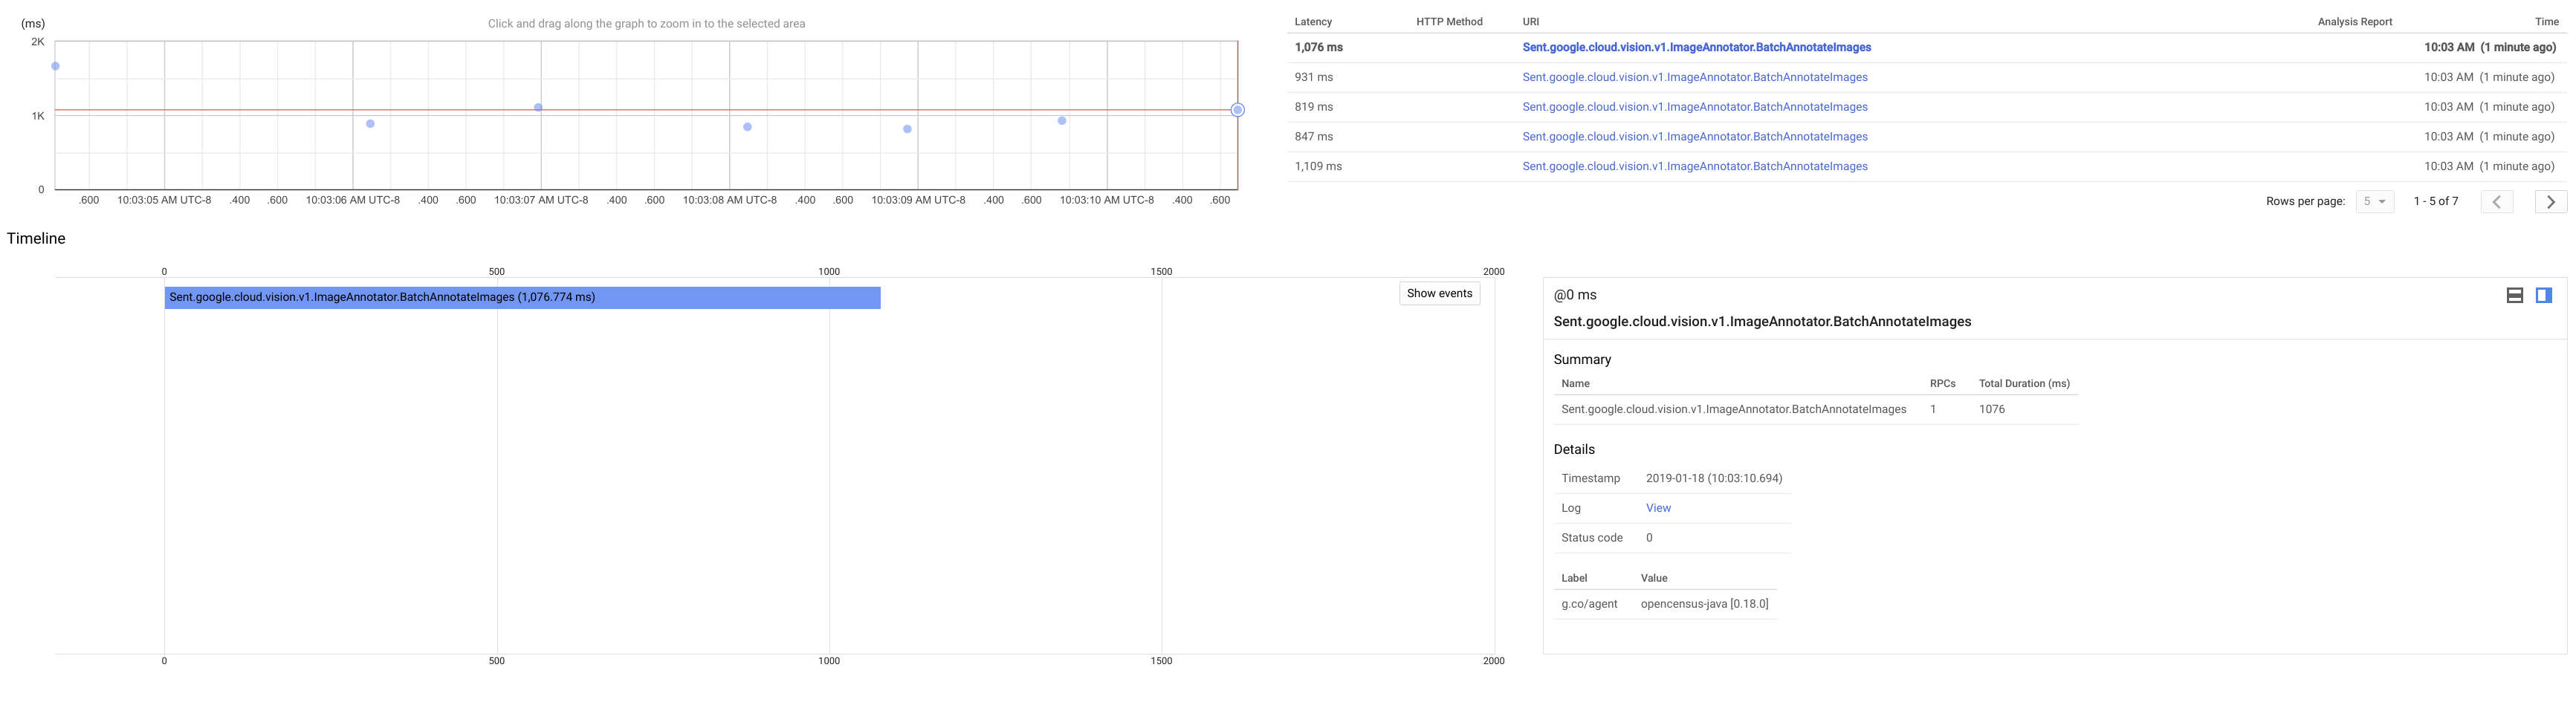 (ms)
Click and drag along the graph to zoom in to the selected area
2K
1K
0
.600 10:03:05 AM UTC-8 .400 .600 10:03:06 AM UTC-8 .400 .600 10:03:07 AM UTC-8 .400 .600 10:03:08 AM UTC-8 .400 .600 10:03:09 AM UTC-8 .400 .600 10:03:10 AM UTC-8 .400 .600
Latency HTTP Method URI Analysis Report Time
1,076 ms Sent.google.cloud.vision.v1.ImageAnnotator.BatchAnnotateImages 10:03 AM (1 minute ago)
931 ms Sent.google.cloud.vision.v1.ImageAnnotator.BatchAnnotateImages 10:03 AM (1 minute ago)
819 ms Sent.google.cloud.vision.v1.ImageAnnotator.BatchAnnotateImages 10:03 AM (1 minute ago)
847 ms Sent.google.cloud.vision.v1.ImageAnnotator.BatchAnnotateImages 10:03 AM (1 minute ago)
1,109 ms Sent.google.cloud.vision.v1.ImageAnnotator.BatchAnnotateImages 10:03 AM (1 minute ago)
Rows per page: 5 1 - 5 of 7
Timeline
0 500 1000 1500 2000
Sent.google.cloud.vision.v1.ImageAnnotator.BatchAnnotateImages (1,076.774 ms)
Show events
0 500 1000 1500 2000
@0 ms
Sent.google.cloud.vision.v1.ImageAnnotator.BatchAnnotateImages
Summary
Name RPCs Total Duration (ms)
Sent.google.cloud.vision.v1.ImageAnnotator.BatchAnnotateImages 1 1076
Details
Timestamp 2019-01-18 (10:03:10.694)
Log View
Status code 0
Label Value
g.co/agent opencensus-java [0.18.0]